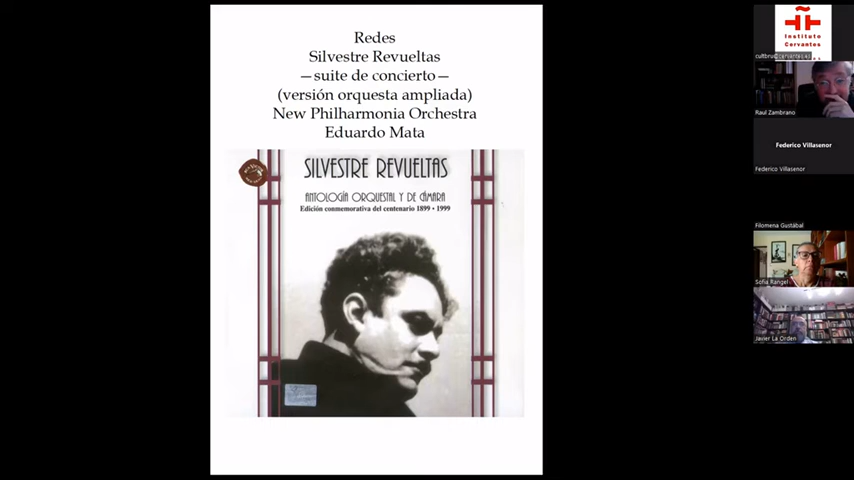 Redes
Silvestre Revueltas
—suite de concierto—
(versión orquesta ampliada)
New Philharmonia Orchestra
Eduardo Mata
SILVESTRE REVUELTAS
ANTOLOGÍA ORQUESTAL Y DE CÁMARA
Edición conmemorativa del centenario 1899 • 1999
Instituto
Cervantes
Raul Zambrano
Federico Villasenor
Federico Villasenor
Filomena Gustábal
Sofia Rangel
Javier La Orden